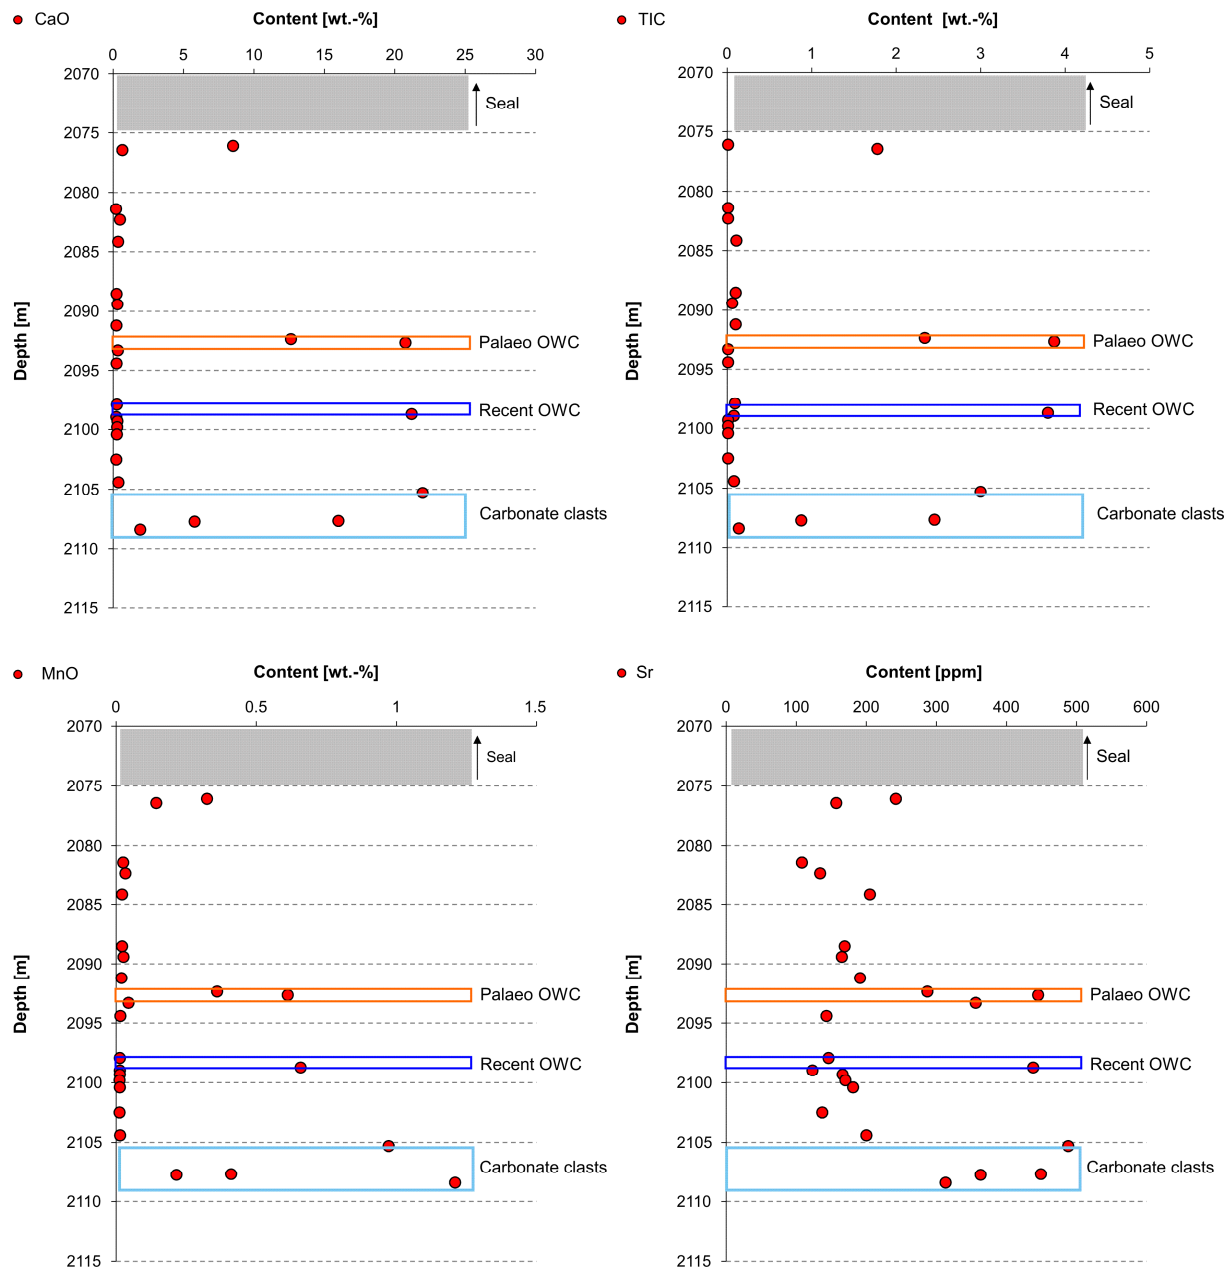 CaO
Content [wt.-%]
0 5 10 15 20 25 30
2070
Seal
2075
2080
2085
2090
Palaeo OWC
2095
Recent OWC
2100
2105
Carbonate clasts
2110
2115
Depth [m]
TIC
Content [wt.-%]
0 1 2 3 4 5
2070
Seal
2075
2080
2085
2090
Palaeo OWC
2095
Recent OWC
2100
2105
Carbonate clasts
2110
2115
Depth [m]
MnO
Content [wt.-%]
0 0.5 1 1.5
2070
Seal
2075
2080
2085
2090
Palaeo OWC
2095
Recent OWC
2100
2105
Carbonate clasts
2110
2115
Depth [m]
Sr
Content [ppm]
0 100 200 300 400 500 600
2070
Seal
2075
2080
2085
2090
Palaeo OWC
2095
Recent OWC
2100
2105
Carbonate clasts
2110
2115
Depth [m]